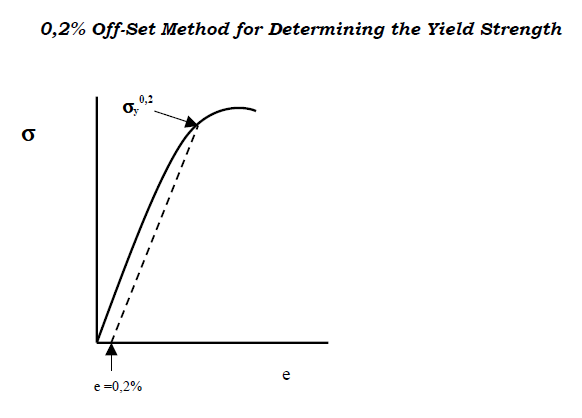 0,2% Off-Set Method for Determining the Yield Strength
σy0,2
σ
e
e =0,2%